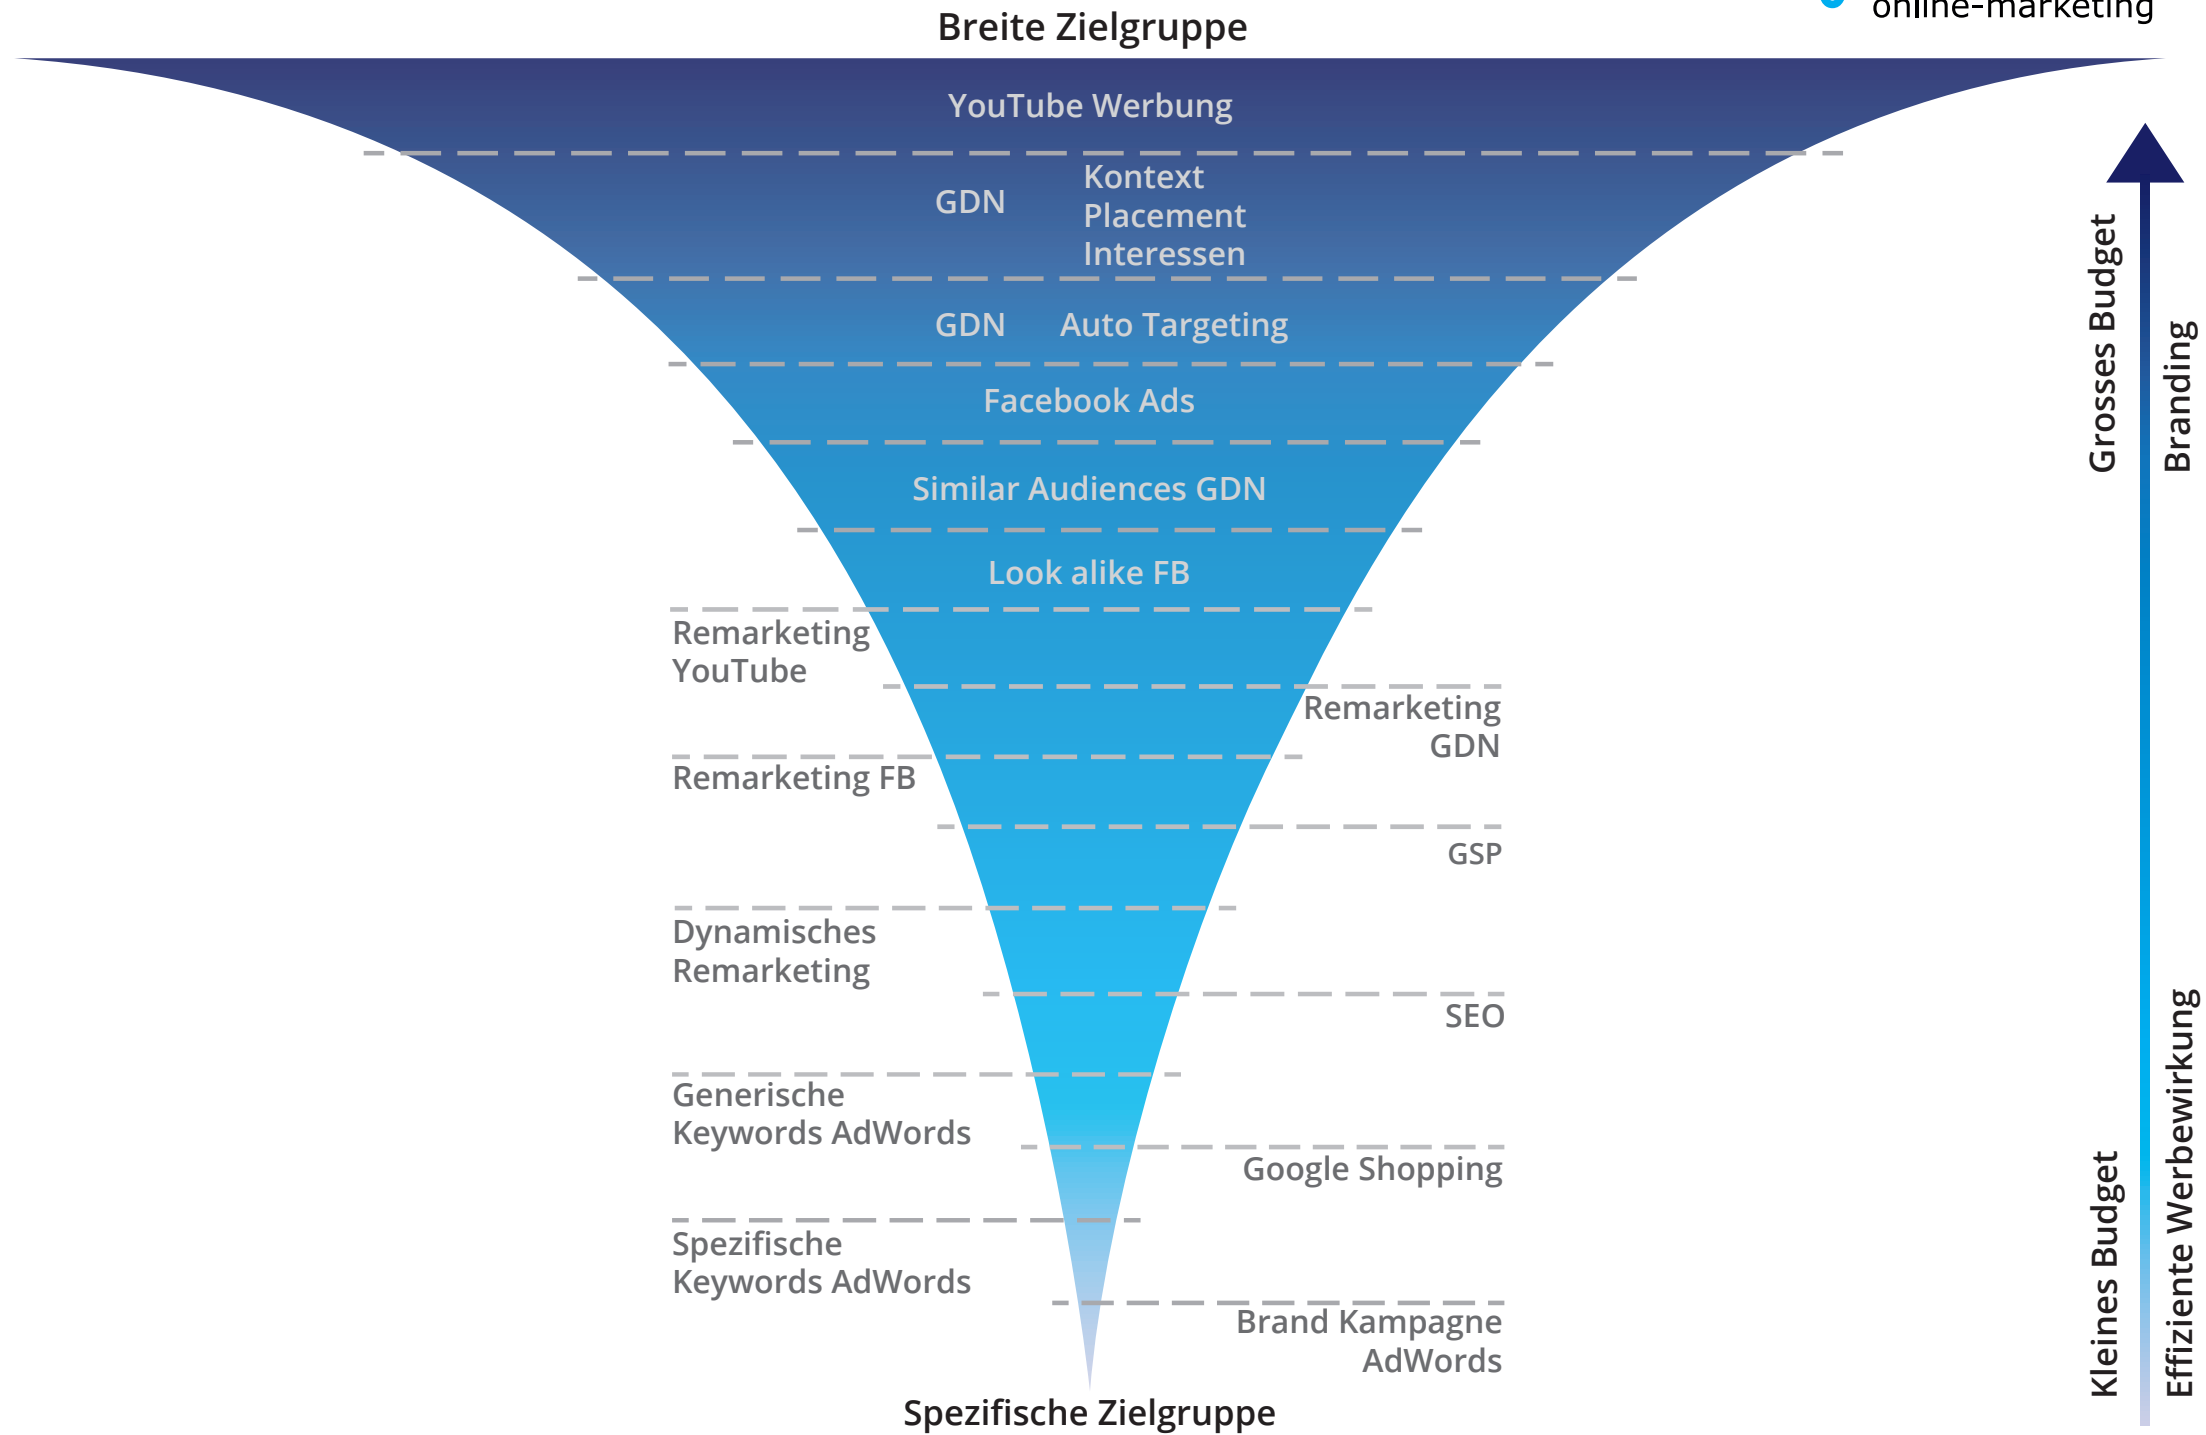 online-marketing
Breite Zielgruppe
YouTube Werbung
GDN
Kontext
Placement
Interessen
GDN Auto Targeting
Facebook Ads
Similar Audiences GDN
Look alike FB
Remarketing
YouTube
Remarketing
GDN
Remarketing FB
GSP
Dynamisches
Remarketing
SEO
Generische
Keywords AdWords
Google Shopping
Spezifische
Keywords AdWords
Brand Kampagne
AdWords
Spezifische Zielgruppe
Grosses Budget
Branding
Kleines Budget
Effiziente Werbewirkung